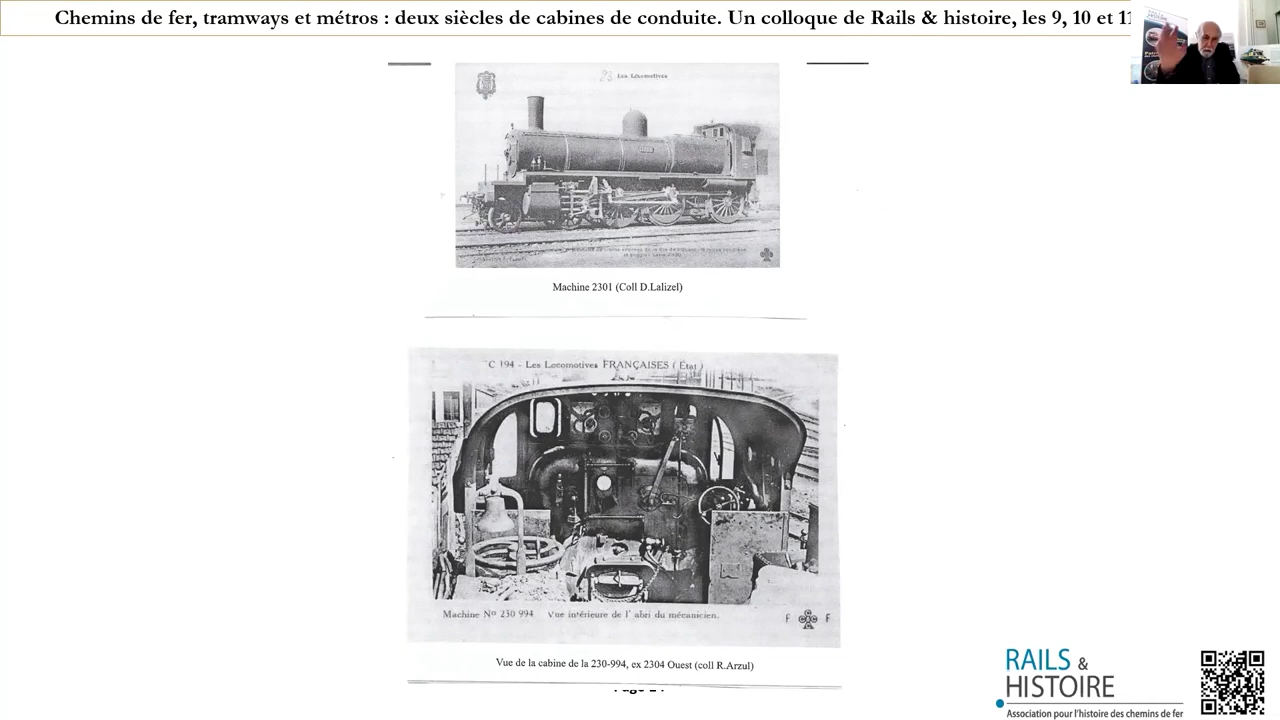 Chemins de fer, tramways et métros : deux siècles de cabines de conduite. Un colloque de Rails & histoire, les 9, 10 et 11
Les Locomotives
Machine 2301 (Coll D.Lalizel)
C 194 - Les Locomotives FRANÇAISES ( État )
Machine No 230 994 Vue intérieure de l'abri du mécanicien.
F F
Vue de la cabine de la 230-994, ex 2304 Ouest (coll R.Arzul)
RAILS &
HISTOIRE
Association pour l'histoire des chemins de fer